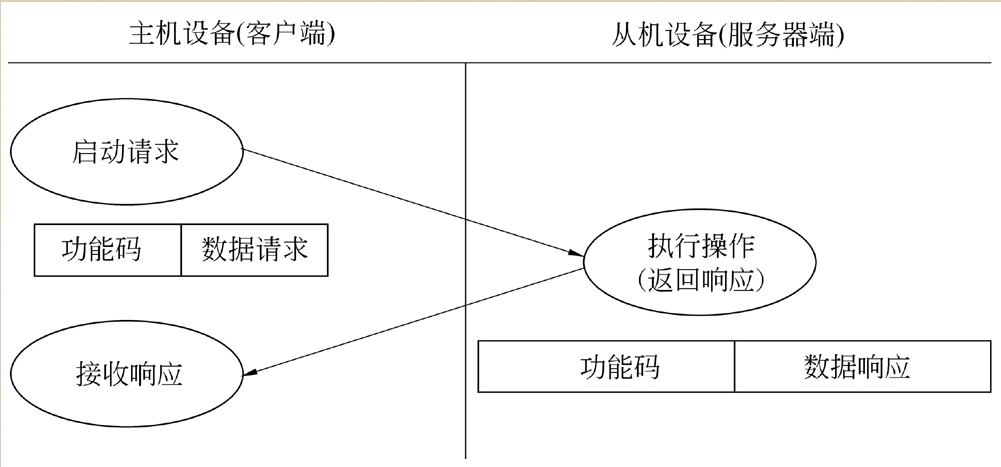 主机设备(客户端)
从机设备(服务器端)
启动请求
功能码
数据请求
执行操作
(返回响应)
接收响应
功能码
数据响应